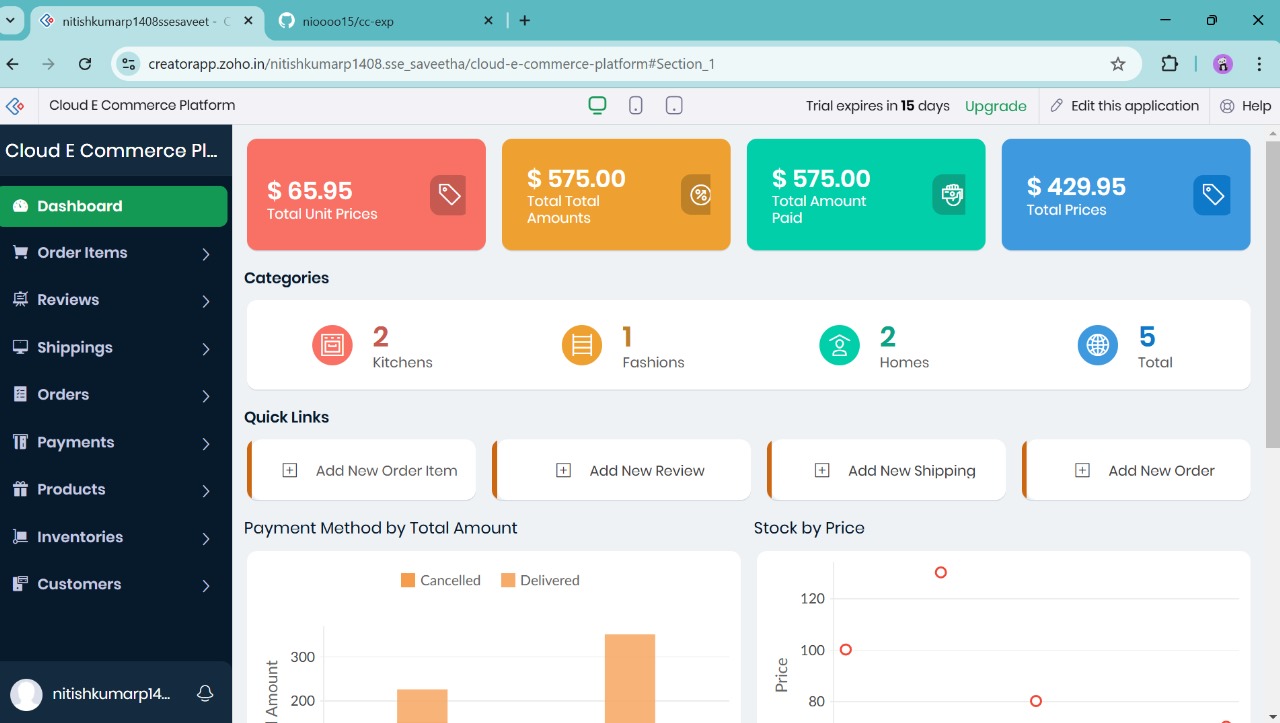 nitishkumarp1408ssesaveet - C
nioooo15/cc-exp
creatorapp.zoho.in/nitishkumarp1408.sse_saveetha/cloud-e-commerce-platform#Section_1
Cloud E Commerce Platform
Trial expires in 15 days
Upgrade
Edit this application
Help
Cloud E Commerce Pl...
Dashboard
Order Items
Reviews
Shippings
Orders
Payments
Products
Inventories
Customers
nitishkumarp14...
$ 65.95
Total Unit Prices
$ 575.00
Total Total
Amounts
$ 575.00
Total Amount
Paid
$ 429.95
Total Prices
Categories
2
Kitchens
1
Fashions
2
Homes
5
Total
Quick Links
Add New Order Item
Add New Review
Add New Shipping
Add New Order
Payment Method by Total Amount
Cancelled
Delivered
300
200
Amount
Stock by Price
120
100
80
Price